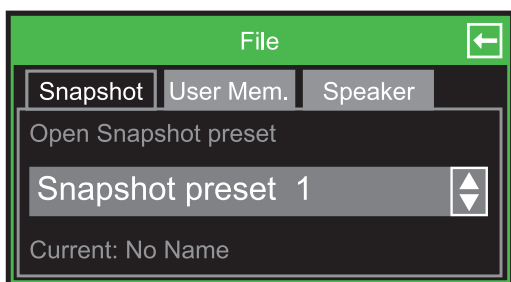 File
Snapshot User Mem. Speaker
Open Snapshot preset
Snapshot preset 1
Current: No Name